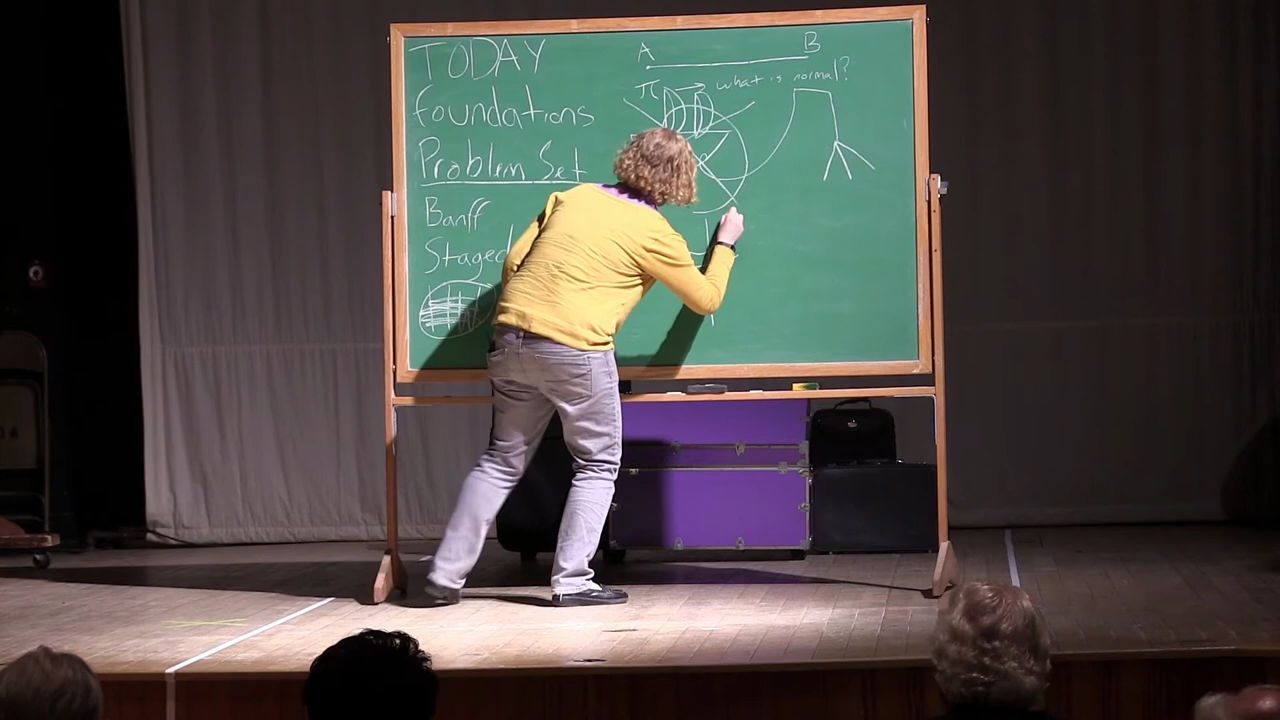 TODAY
foundations
Problem Set
Banff
Staged
A B
π → what is normal?